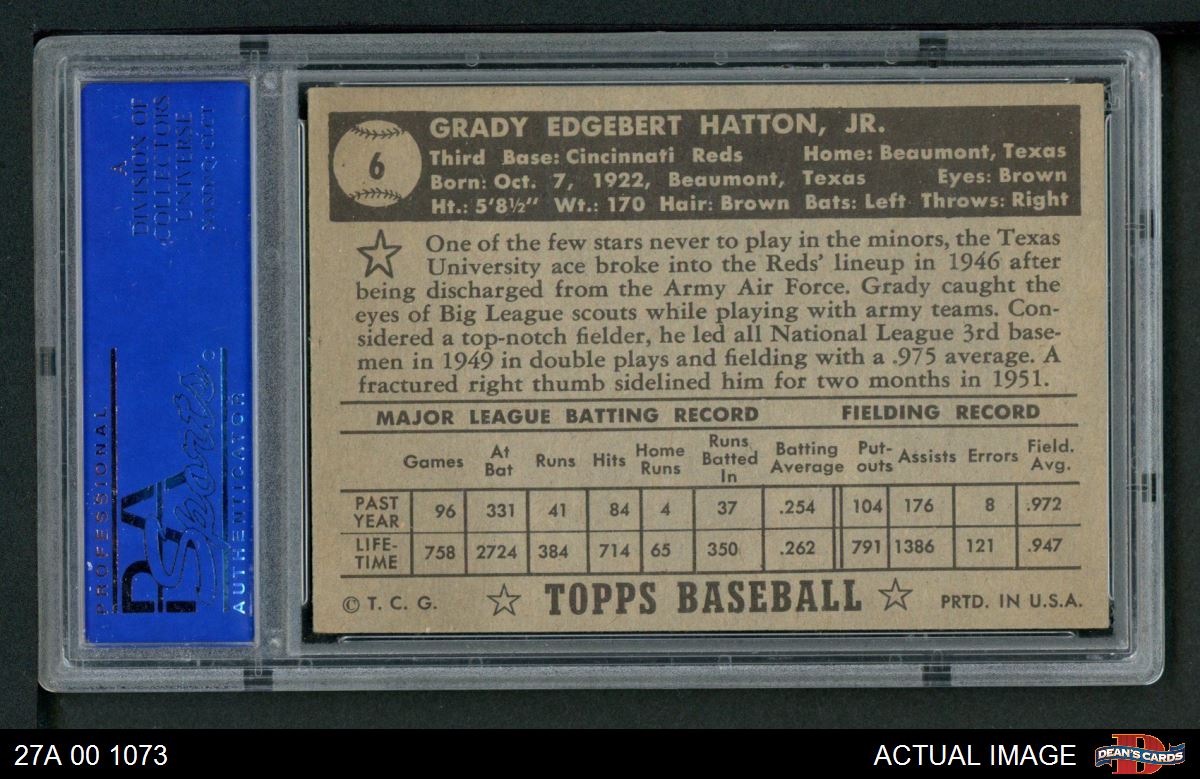 A
DIVISION OF
COLLECTORS
UNIVERSE
NASDAQ: CLCT
PROFESSIONAL
PSA
Sports
AUTHENTICATOR
6
GRADY EDGEBERT HATTON, JR.
Third Base: Cincinnati Reds Home: Beaumont, Texas
Born: Oct. 7, 1922, Beaumont, Texas Eyes: Brown
Ht.: 5'8½" Wt.: 170 Hair: Brown Bats: Left Throws: Right
One of the few stars never to play in the minors, the Texas
University ace broke into the Reds' lineup in 1946 after
being discharged from the Army Air Force. Grady caught the
eyes of Big League scouts while playing with army teams. Con-
sidered a top-notch fielder, he led all National League 3rd base-
men in 1949 in double plays and fielding with a .975 average. A
fractured right thumb sidelined him for two months in 1951.
MAJOR LEAGUE BATTING RECORD FIELDING RECORD
Games At Bat Runs Hits Home Runs Runs Batted In Batting Average Put-outs Assists Errors Field. Avg.
PAST YEAR 96 331 41 84 4 37 .254 104 176 8 .972
LIFE-TIME 758 2724 384 714 65 350 .262 791 1386 121 .947
© T. C. G. TOPPS BASEBALL PRTD. IN U.S.A.
27A 00 1073 ACTUAL IMAGE DEAN'S CARDS